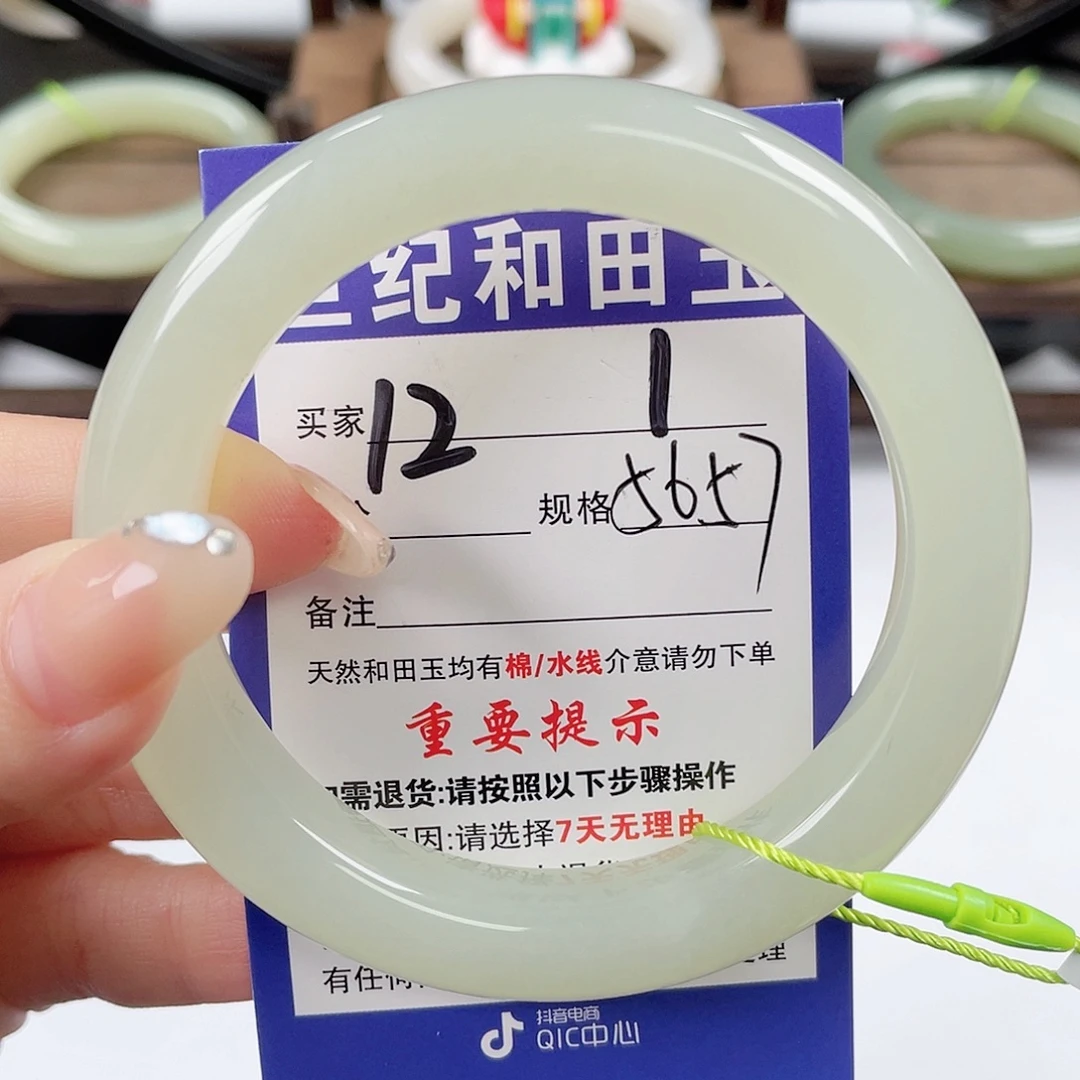 世纪和田玉
买家 12 1
规格 5657
备注
天然和田玉均有棉/水线介意请勿下单
重要提示
需退货:请按照以下步骤操作
因:请选择7天无理由
有任何
抖音电商
QIC中心